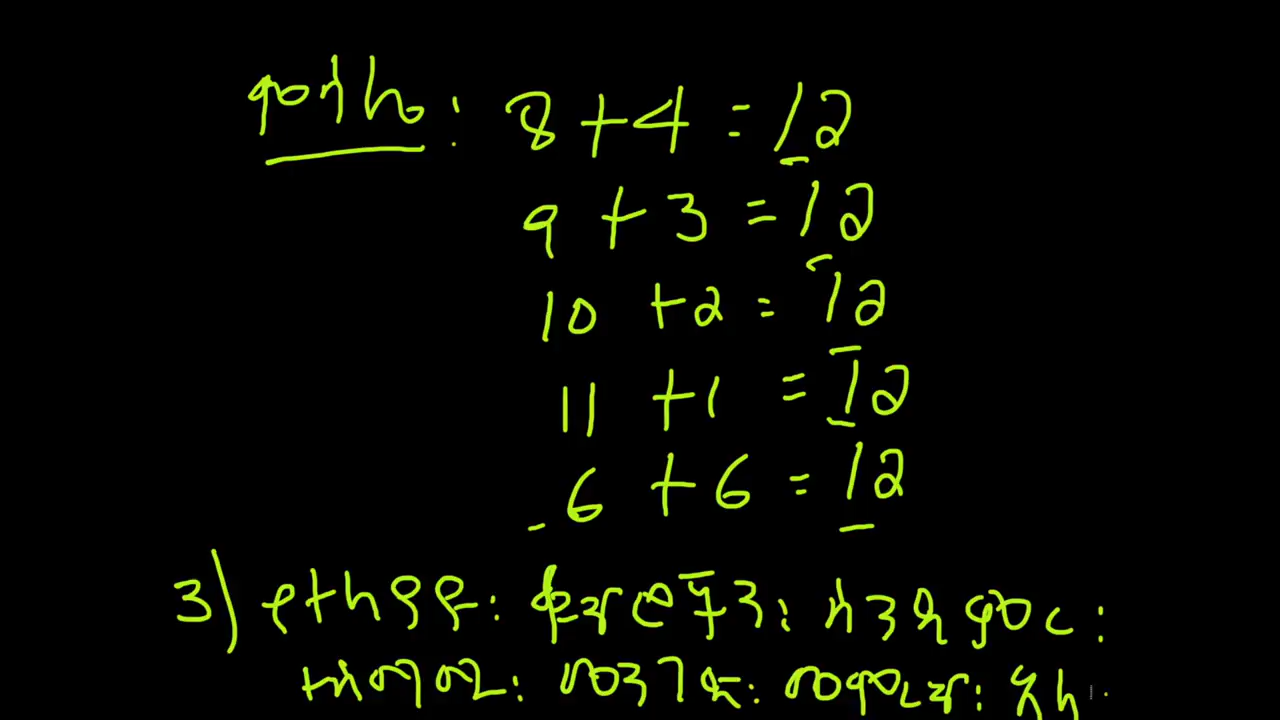 ምሳሌ: 8 + 4 = 12
9 + 3 = 12
10 + 2 = 12
11 + 1 = 12
6 + 6 = 12
3) ቁጥሮችን: ስንደምር:
መንገድ: